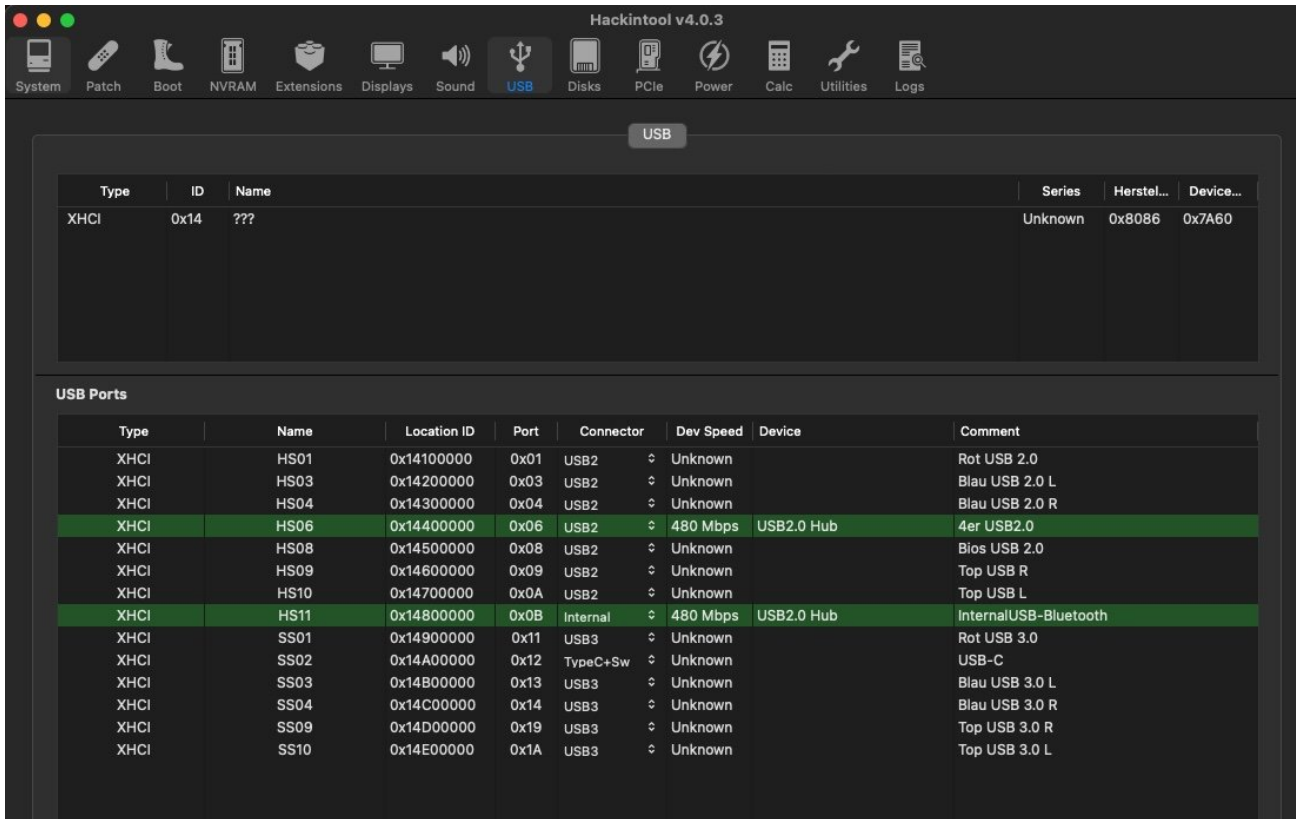 Hackintool v4.0.3
System Patch Boot NVRAM Extensions Displays Sound USB Disks PCIe Power Calc Utilities Logs
USB
Type ID Name Series Herstel... Device...
XHCI 0x14 ??? Unknown 0x8086 0x7A60
USB Ports
Type Name Location ID Port Connector Dev Speed Device Comment
XHCI HS01 0x14100000 0x01 USB2 Unknown Rot USB 2.0
XHCI HS03 0x14200000 0x03 USB2 Unknown Blau USB 2.0 L
XHCI HS04 0x14300000 0x04 USB2 Unknown Blau USB 2.0 R
XHCI HS06 0x14400000 0x06 USB2 480 Mbps USB2.0 Hub 4er USB2.0
XHCI HS08 0x14500000 0x08 USB2 Unknown Bios USB 2.0
XHCI HS09 0x14600000 0x09 USB2 Unknown Top USB R
XHCI HS10 0x14700000 0x0A USB2 Unknown Top USB L
XHCI HS11 0x14800000 0x0B Internal 480 Mbps USB2.0 Hub InternalUSB-Bluetooth
XHCI SS01 0x14900000 0x11 USB3 Unknown Rot USB 3.0
XHCI SS02 0x14A00000 0x12 TypeC+Sw Unknown USB-C
XHCI SS03 0x14B00000 0x13 USB3 Unknown Blau USB 3.0 L
XHCI SS04 0x14C00000 0x14 USB3 Unknown Blau USB 3.0 R
XHCI SS09 0x14D00000 0x19 USB3 Unknown Top USB 3.0 R
XHCI SS10 0x14E00000 0x1A USB3 Unknown Top USB 3.0 L